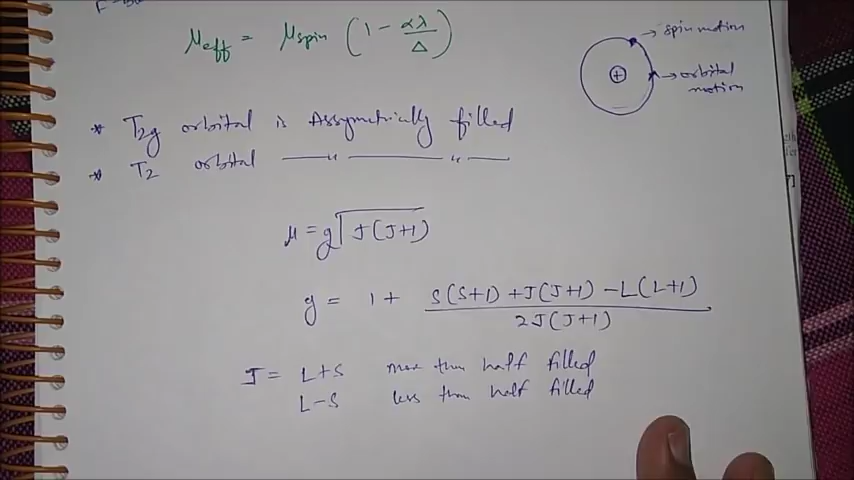 μeff = μspin (1 - αλ/Δ)
→ spin motion
→ orbital motion
* T2g orbital is Assymetrically filled
* T2 orbital —— " ———— " ——
μ = g√J(J+1)
g = 1 + S(S+1) + J(J+1) - L(L+1) / 2J(J+1)
J = L+S more than half filled
L-S less than half filled